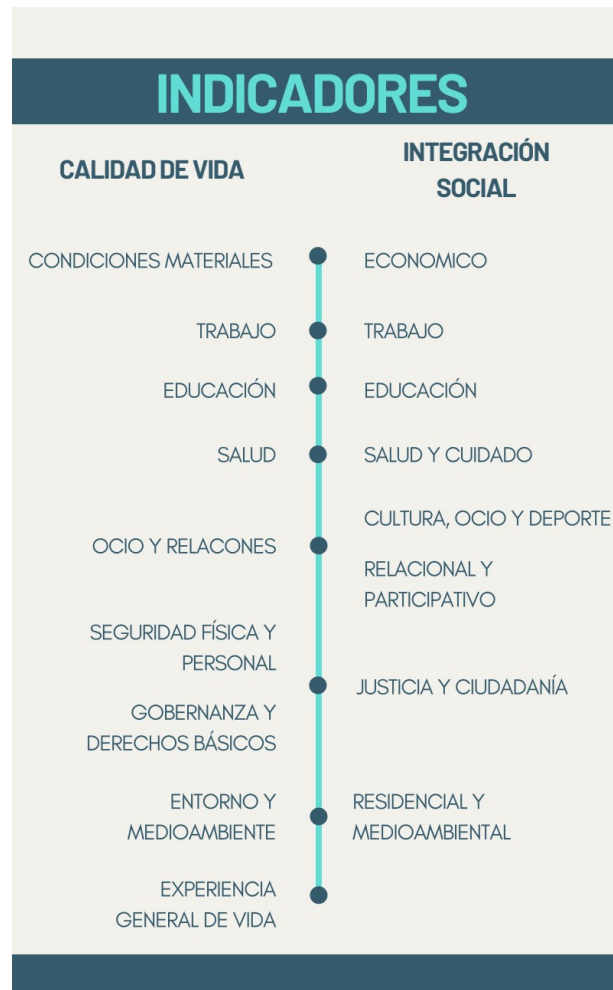 INDICADORES
CALIDAD DE VIDA
INTEGRACIÓN
SOCIAL
CONDICIONES MATERIALES
ECONOMICO
TRABAJO
TRABAJO
EDUCACIÓN
EDUCACIÓN
SALUD
SALUD Y CUIDADO
OCIO Y RELACONES
CULTURA, OCIO Y DEPORTE
RELACIONAL Y
PARTICIPATIVO
SEGURIDAD FÍSICA Y
PERSONAL
GOBERNANZA Y
DERECHOS BÁSICOS
JUSTICIA Y CIUDADANÍA
ENTORNO Y
MEDIOAMBIENTE
RESIDENCIAL Y
MEDIOAMBIENTAL
EXPERIENCIA
GENERAL DE VIDA